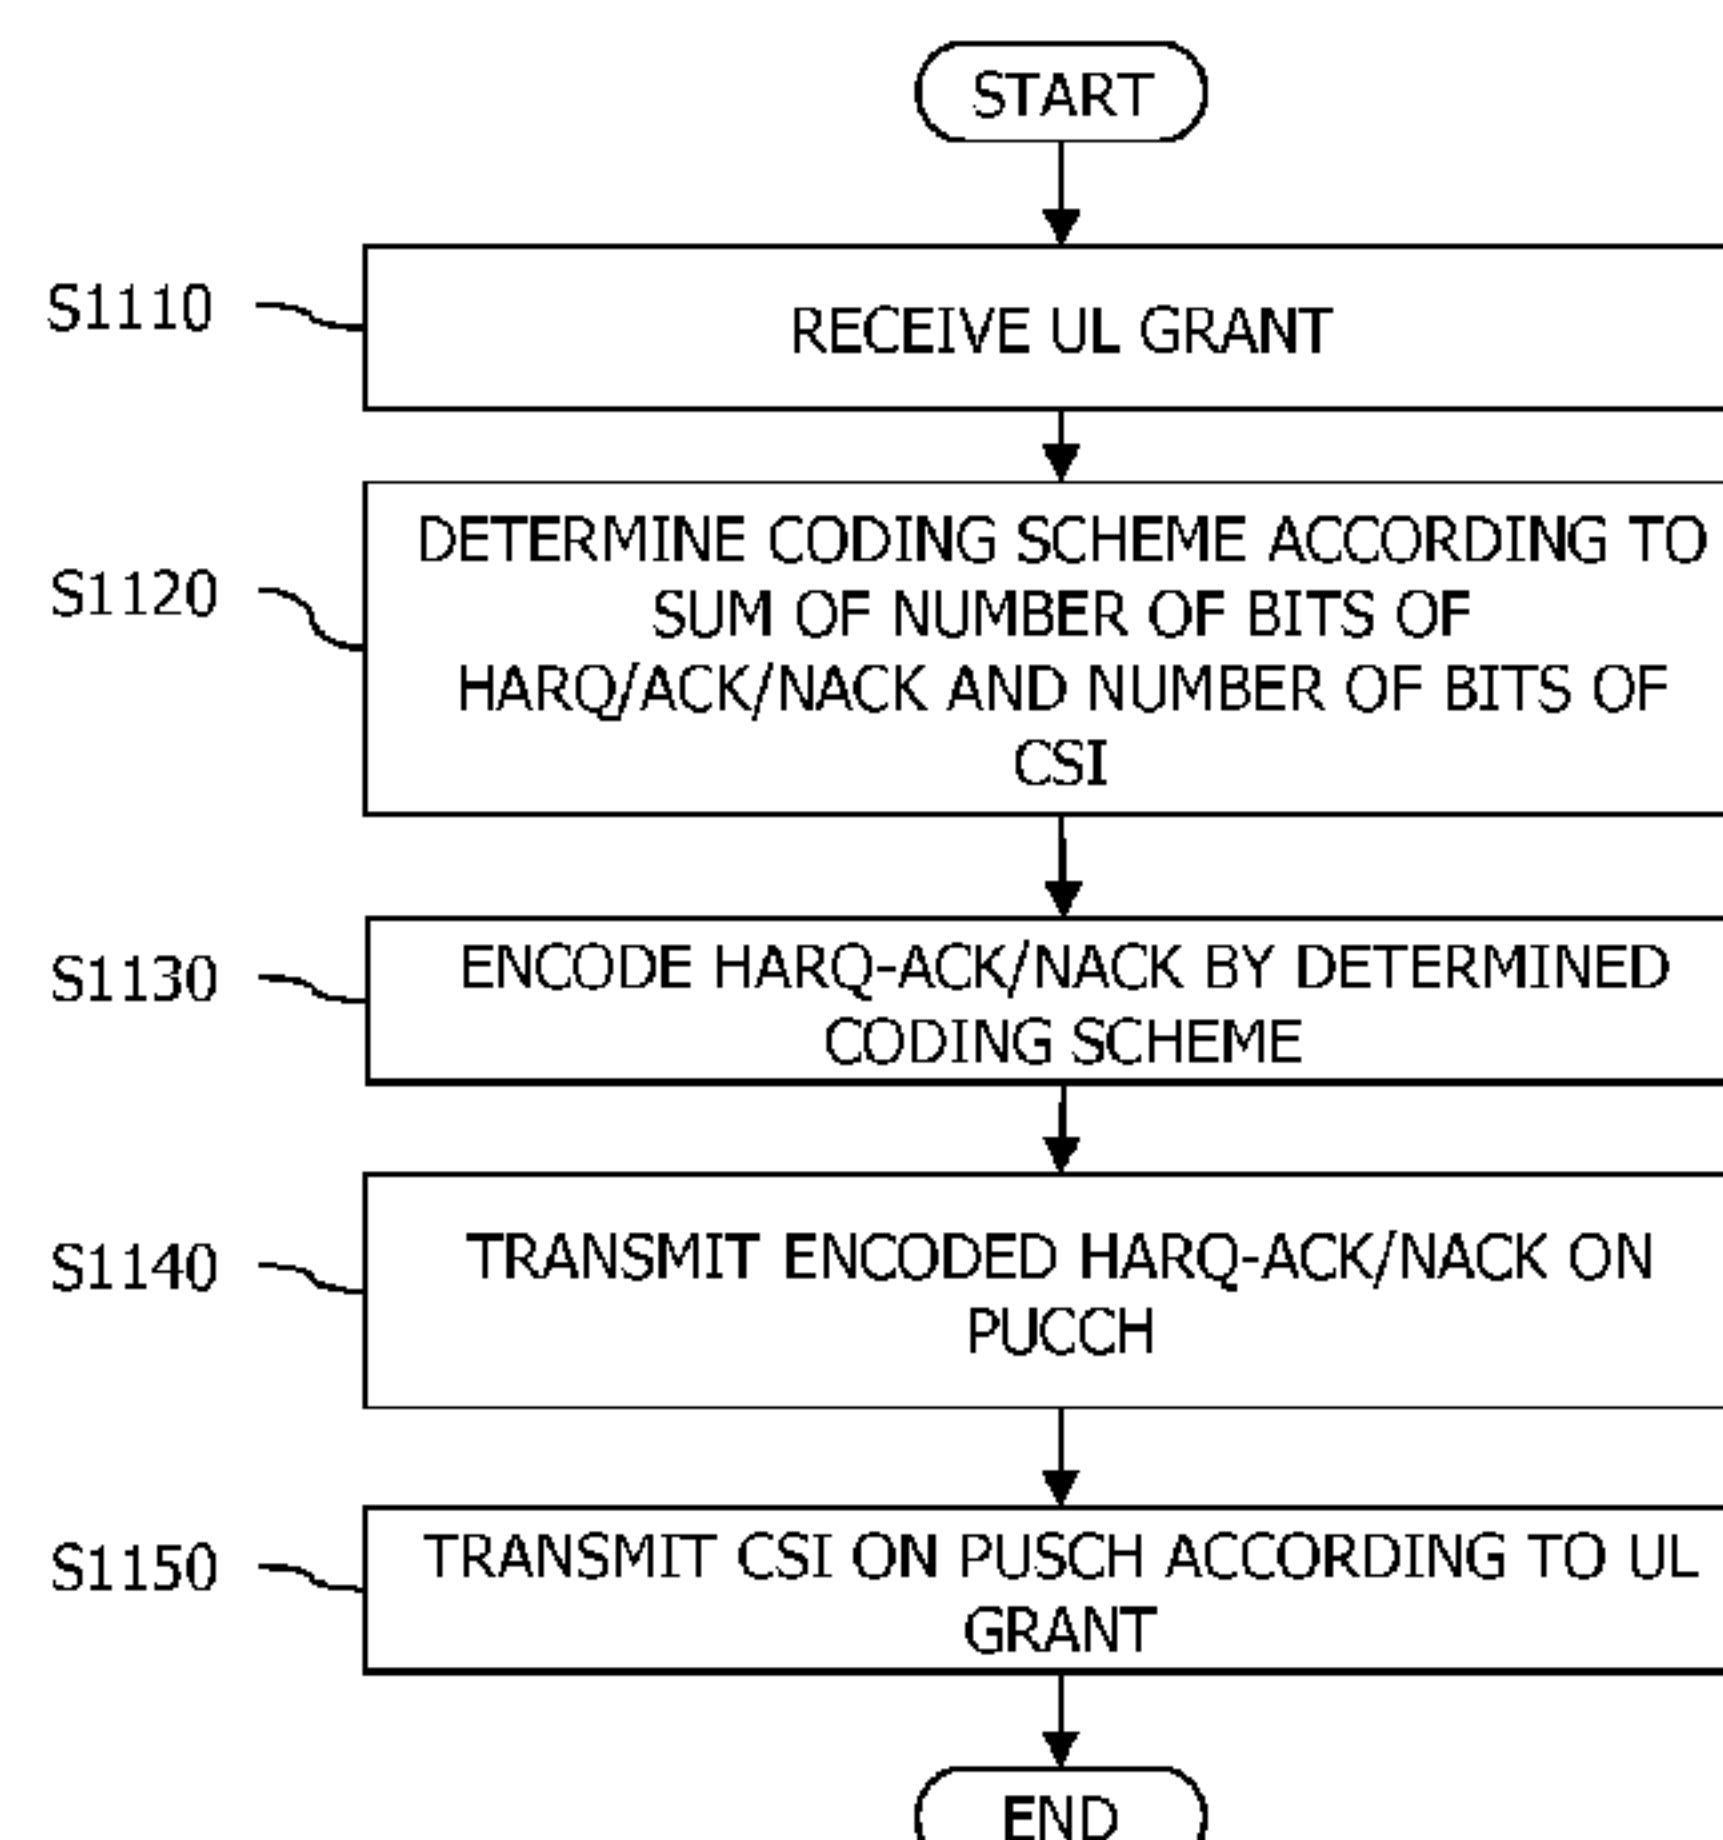 START
S1110
RECEIVE UL GRANT
S1120
DETERMINE CODING SCHEME ACCORDING TO
SUM OF NUMBER OF BITS OF
HARQ/ACK/NACK AND NUMBER OF BITS OF
CSI
S1130
ENCODE HARQ-ACK/NACK BY DETERMINED
CODING SCHEME
S1140
TRANSMIT ENCODED HARQ-ACK/NACK ON
PUCCH
S1150
TRANSMIT CSI ON PUSCH ACCORDING TO UL
GRANT
END